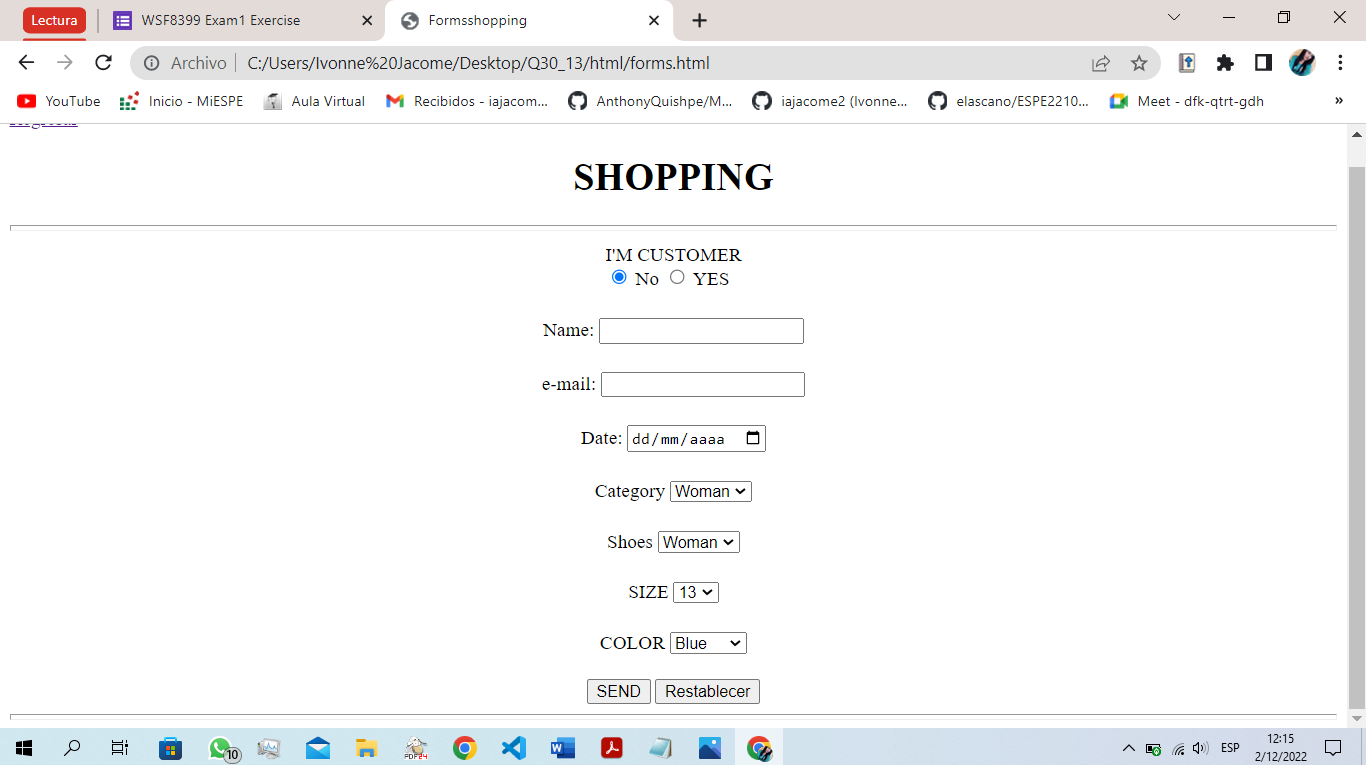 Lectura
WSF8399 Exam1 Exercise
Formsshopping
Archivo C:/Users/Ivonne%20Jacome/Desktop/Q30_13/html/forms.html
YouTube Inicio - MiESPE Aula Virtual Recibidos - iajacom... AnthonyQuishpe/M... iajacome2 (Ivonne... elascano/ESPE2210... Meet - dfk-qtrt-gdh »
SHOPPING
I'M CUSTOMER
No YES
Name:
e-mail:
Date: dd/mm/aaaa
Category Woman
Shoes Woman
SIZE 13
COLOR Blue
SEND Restablecer
10
PDF24
ESP
12:15
2/12/2022